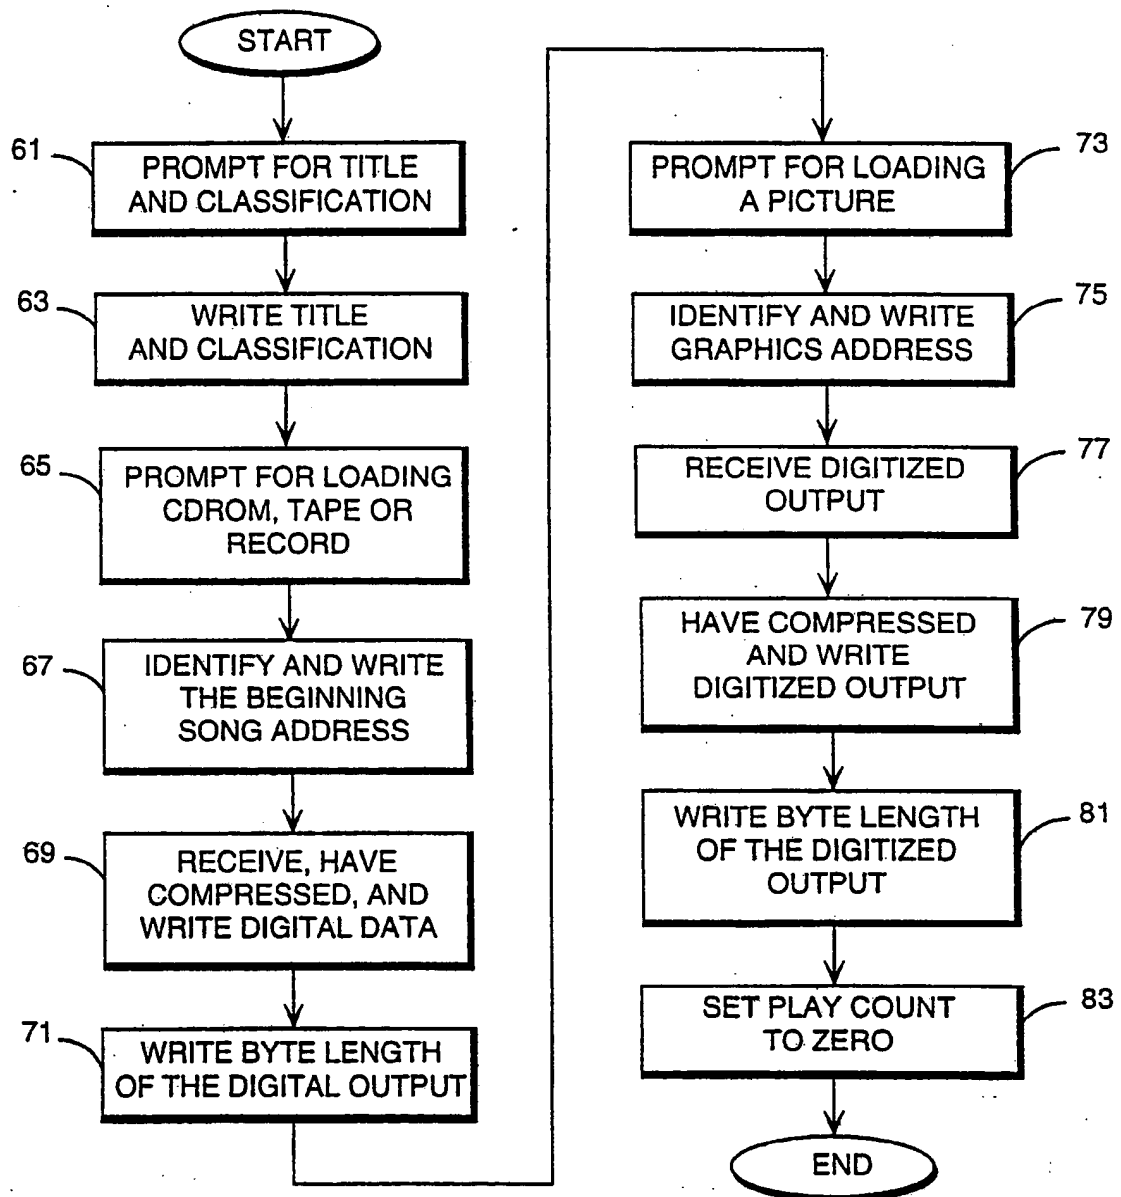 START
61
PROMPT FOR TITLE
AND CLASSIFICATION
63
WRITE TITLE
AND CLASSIFICATION
65
PROMPT FOR LOADING
CDROM, TAPE OR
RECORD
67
IDENTIFY AND WRITE
THE BEGINNING
SONG ADDRESS
69
RECEIVE, HAVE
COMPRESSED, AND
WRITE DIGITAL DATA
71
WRITE BYTE LENGTH
OF THE DIGITAL OUTPUT
73
PROMPT FOR LOADING
A PICTURE
75
IDENTIFY AND WRITE
GRAPHICS ADDRESS
77
RECEIVE DIGITIZED
OUTPUT
79
HAVE COMPRESSED
AND WRITE
DIGITIZED OUTPUT
81
WRITE BYTE LENGTH
OF THE DIGITIZED
OUTPUT
83
SET PLAY COUNT
TO ZERO
END